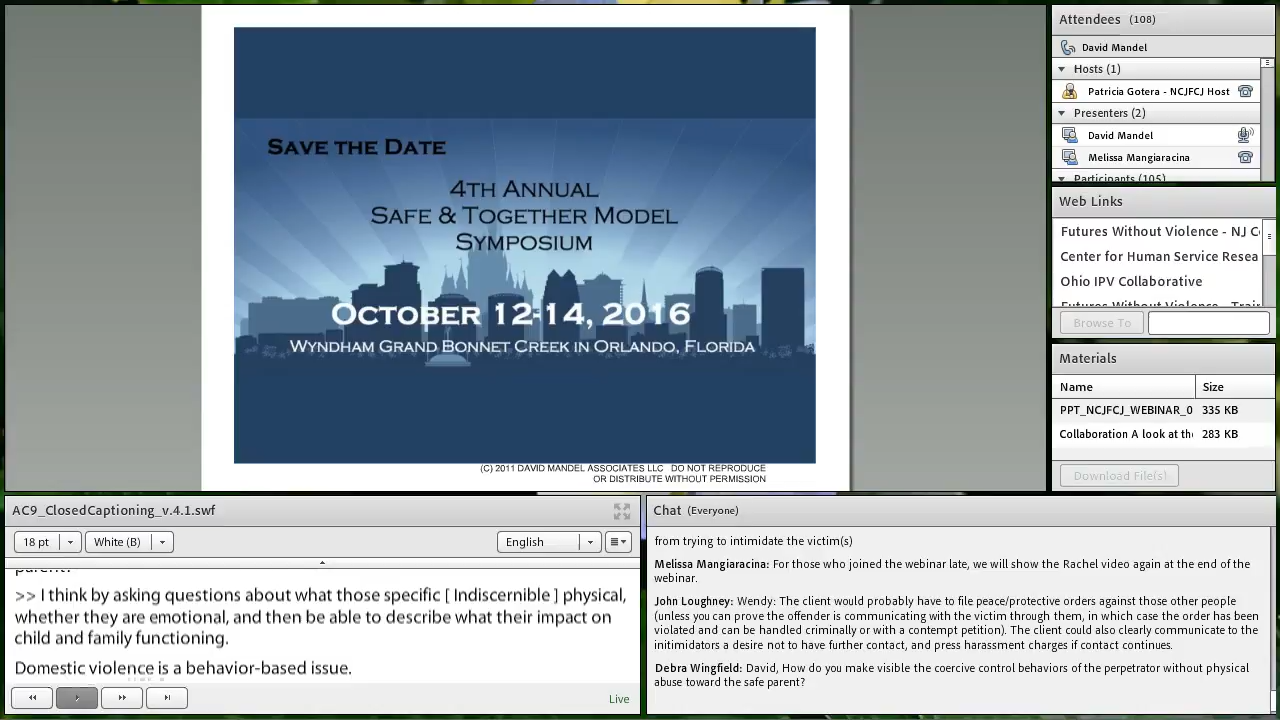 SAVE THE DATE
4TH ANNUAL
SAFE & TOGETHER MODEL
SYMPOSIUM
OCTOBER 12-14, 2016
WYNDHAM GRAND BONNET CREEK IN ORLANDO, FLORIDA
(C) 2011 DAVID MANDEL ASSOCIATES LLC DO NOT REPRODUCE
OR DISTRIBUTE WITHOUT PERMISSION
Attendees (108)
David Mandel
Hosts (1)
Patricia Gotera - NCJFCJ Host
Presenters (2)
David Mandel
Melissa Mangiaracina
Participants (105)
Web Links
Futures Without Violence - NJ C
Center for Human Service Resea
Ohio IPV Collaborative
Futures Without Violence - Trai
Browse To
Materials
Name Size
PPT_NCJFCJ_WEBINAR_0 335 KB
Collaboration A look at the 283 KB
Download File(s)
AC9_ClosedCaptioning_v.4.1.swf
18 pt White (B) English
parent?
>> I think by asking questions about what those specific [ Indiscernible ] physical,
whether they are emotional, and then be able to describe what their impact on
child and family functioning.
Domestic violence is a behavior-based issue.
Live
Chat (Everyone)
from trying to intimidate the victim(s)
Melissa Mangiaracina: For those who joined the webinar late, we will show the Rachel video again at the end of the
webinar.
John Loughney: Wendy: The client would probably have to file peace/protective orders against those other people
(unless you can prove the offender is communicating with the victim through them, in which case the order has been
violated and can be handled criminally or with a contempt petition). The client could also clearly communicate to the
initimidators a desire not to have further contact, and press harassment charges if contact continues.
Debra Wingfield: David, How do you make visible the coercive control behaviors of the perpetrator without physical
abuse toward the safe parent?